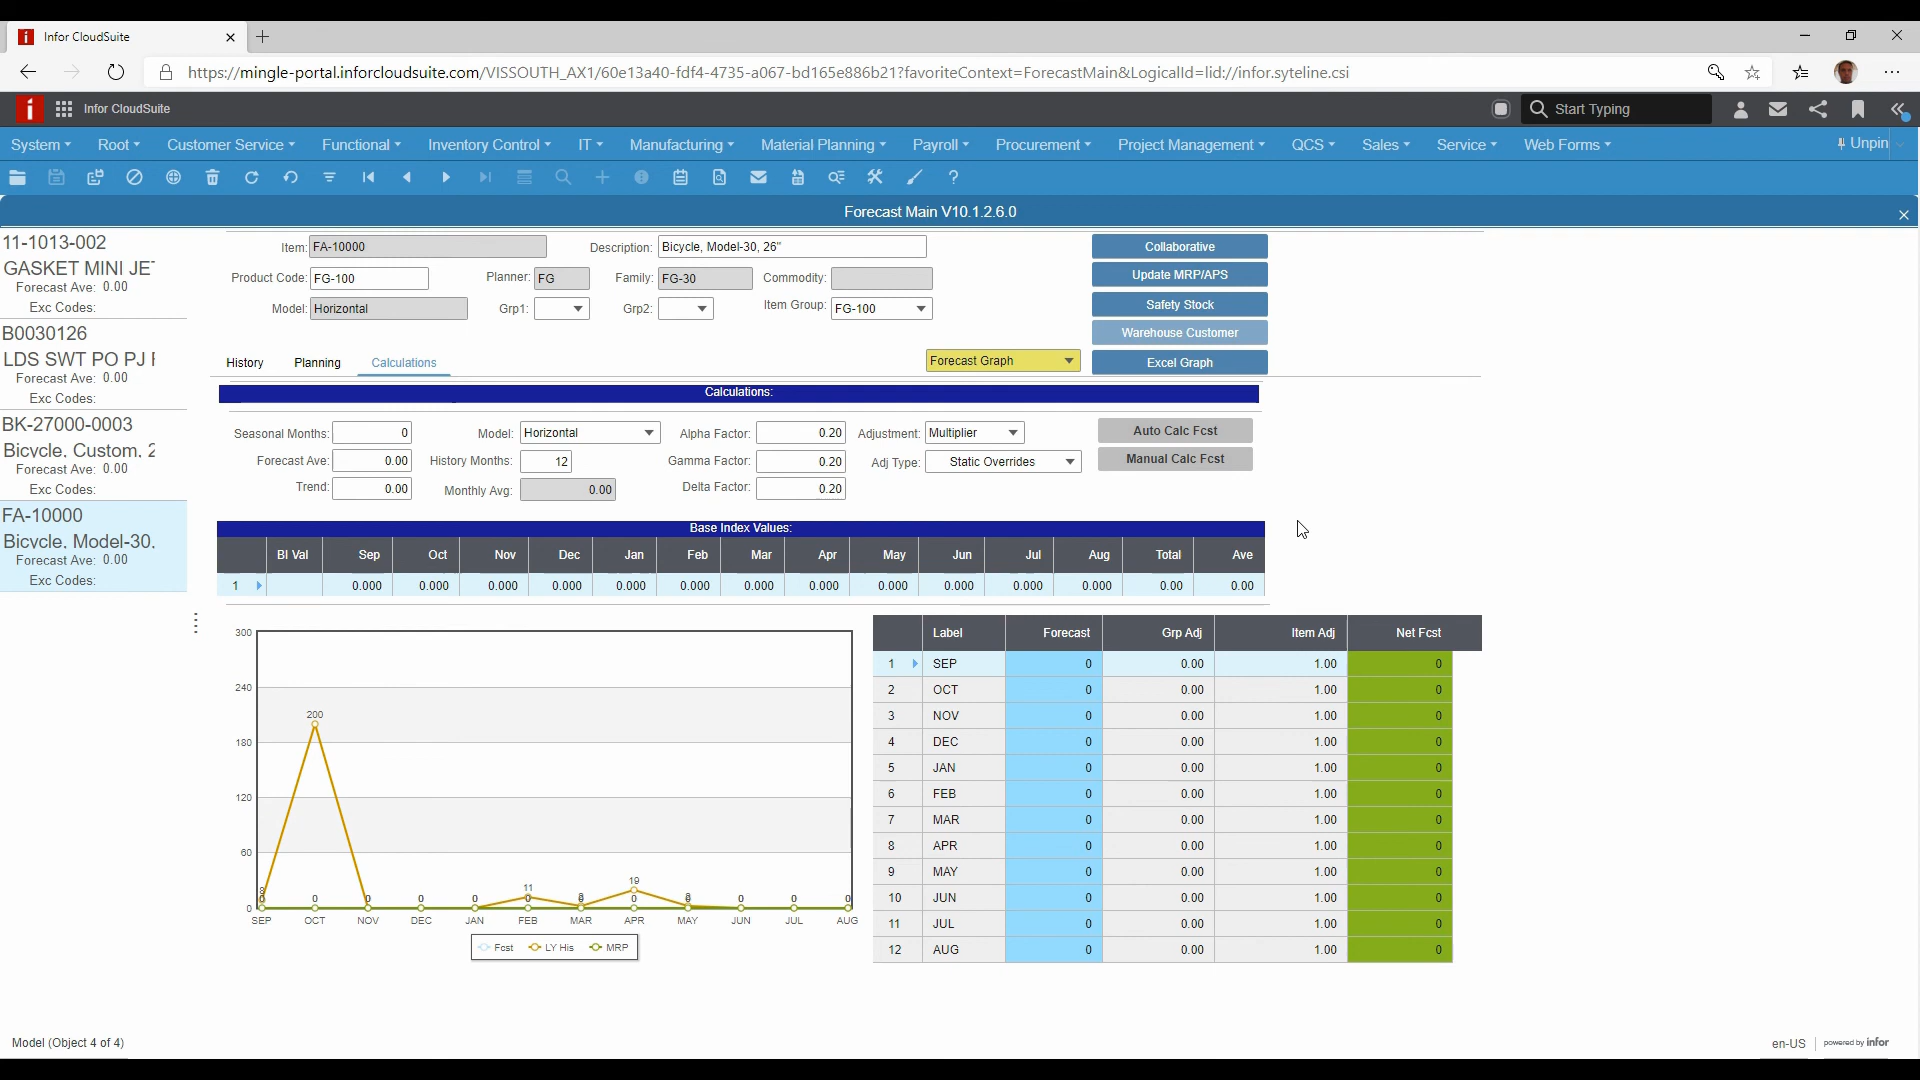 Infor CloudSuite
https://mingle-portal.inforcloudsuite.com/VISSOUTH_AX1/60e13a40-fdf4-4735-a067-bd165e886b21?favoriteContext=ForecastMain&LogicalId=lid://infor.syteline.csi
i Infor CloudSuite Start Typing
System Root Customer Service Functional Inventory Control IT Manufacturing Material Planning Payroll Procurement Project Management QCS Sales Service Web Forms Unpin
Forecast Main V10.1.2.6.0
11-1013-002
GASKET MINI JET
Forecast Ave: 0.00
Exc Codes:
B0030126
LDS SWT PO PJ
Forecast Ave: 0.00
Exc Codes:
BK-27000-0003
Bicycle, Custom, 2
Forecast Ave: 0.00
Exc Codes:
FA-10000
Bicycle, Model-30,
Forecast Ave: 0.00
Exc Codes:
Item: FA-10000 Description: Bicycle, Model-30, 26" Collaborative
Update MRP/APS
Product Code: FG-100 Planner: FG Family: FG-30 Commodity:
Model: Horizontal Grp1: Grp2: Item Group: FG-100 Safety Stock
Warehouse Customer
History Planning Calculations Forecast Graph Excel Graph
Calculations:
Seasonal Months: 0 Model: Horizontal Alpha Factor: 0.20 Adjustment: Multiplier Auto Calc Fcst
Forecast Ave: 0.00 History Months: 12 Gamma Factor: 0.20 Adj Type: Static Overrides Manual Calc Fcst
Trend: 0.00 Monthly Avg: 0.00 Delta Factor: 0.20
Base Index Values:
BI Val Sep Oct Nov Dec Jan Feb Mar Apr May Jun Jul Aug Total Ave
1 0.000 0.000 0.000 0.000 0.000 0.000 0.000 0.000 0.000 0.000 0.000 0.000 0.00 0.00
300
240
180
120
60
0
200
11
19
0 0 0 0 0 0 0 0 0 0 0
SEP OCT NOV DEC JAN FEB MAR APR MAY JUN JUL AUG
Fcst LY His MRP
Label Forecast Grp Adj Item Adj Net Fcst
1 SEP 0 0.00 1.00 0
2 OCT 0 0.00 1.00 0
3 NOV 0 0.00 1.00 0
4 DEC 0 0.00 1.00 0
5 JAN 0 0.00 1.00 0
6 FEB 0 0.00 1.00 0
7 MAR 0 0.00 1.00 0
8 APR 0 0.00 1.00 0
9 MAY 0 0.00 1.00 0
10 JUN 0 0.00 1.00 0
11 JUL 0 0.00 1.00 0
12 AUG 0 0.00 1.00 0
Model (Object 4 of 4)
en-US powered by infor